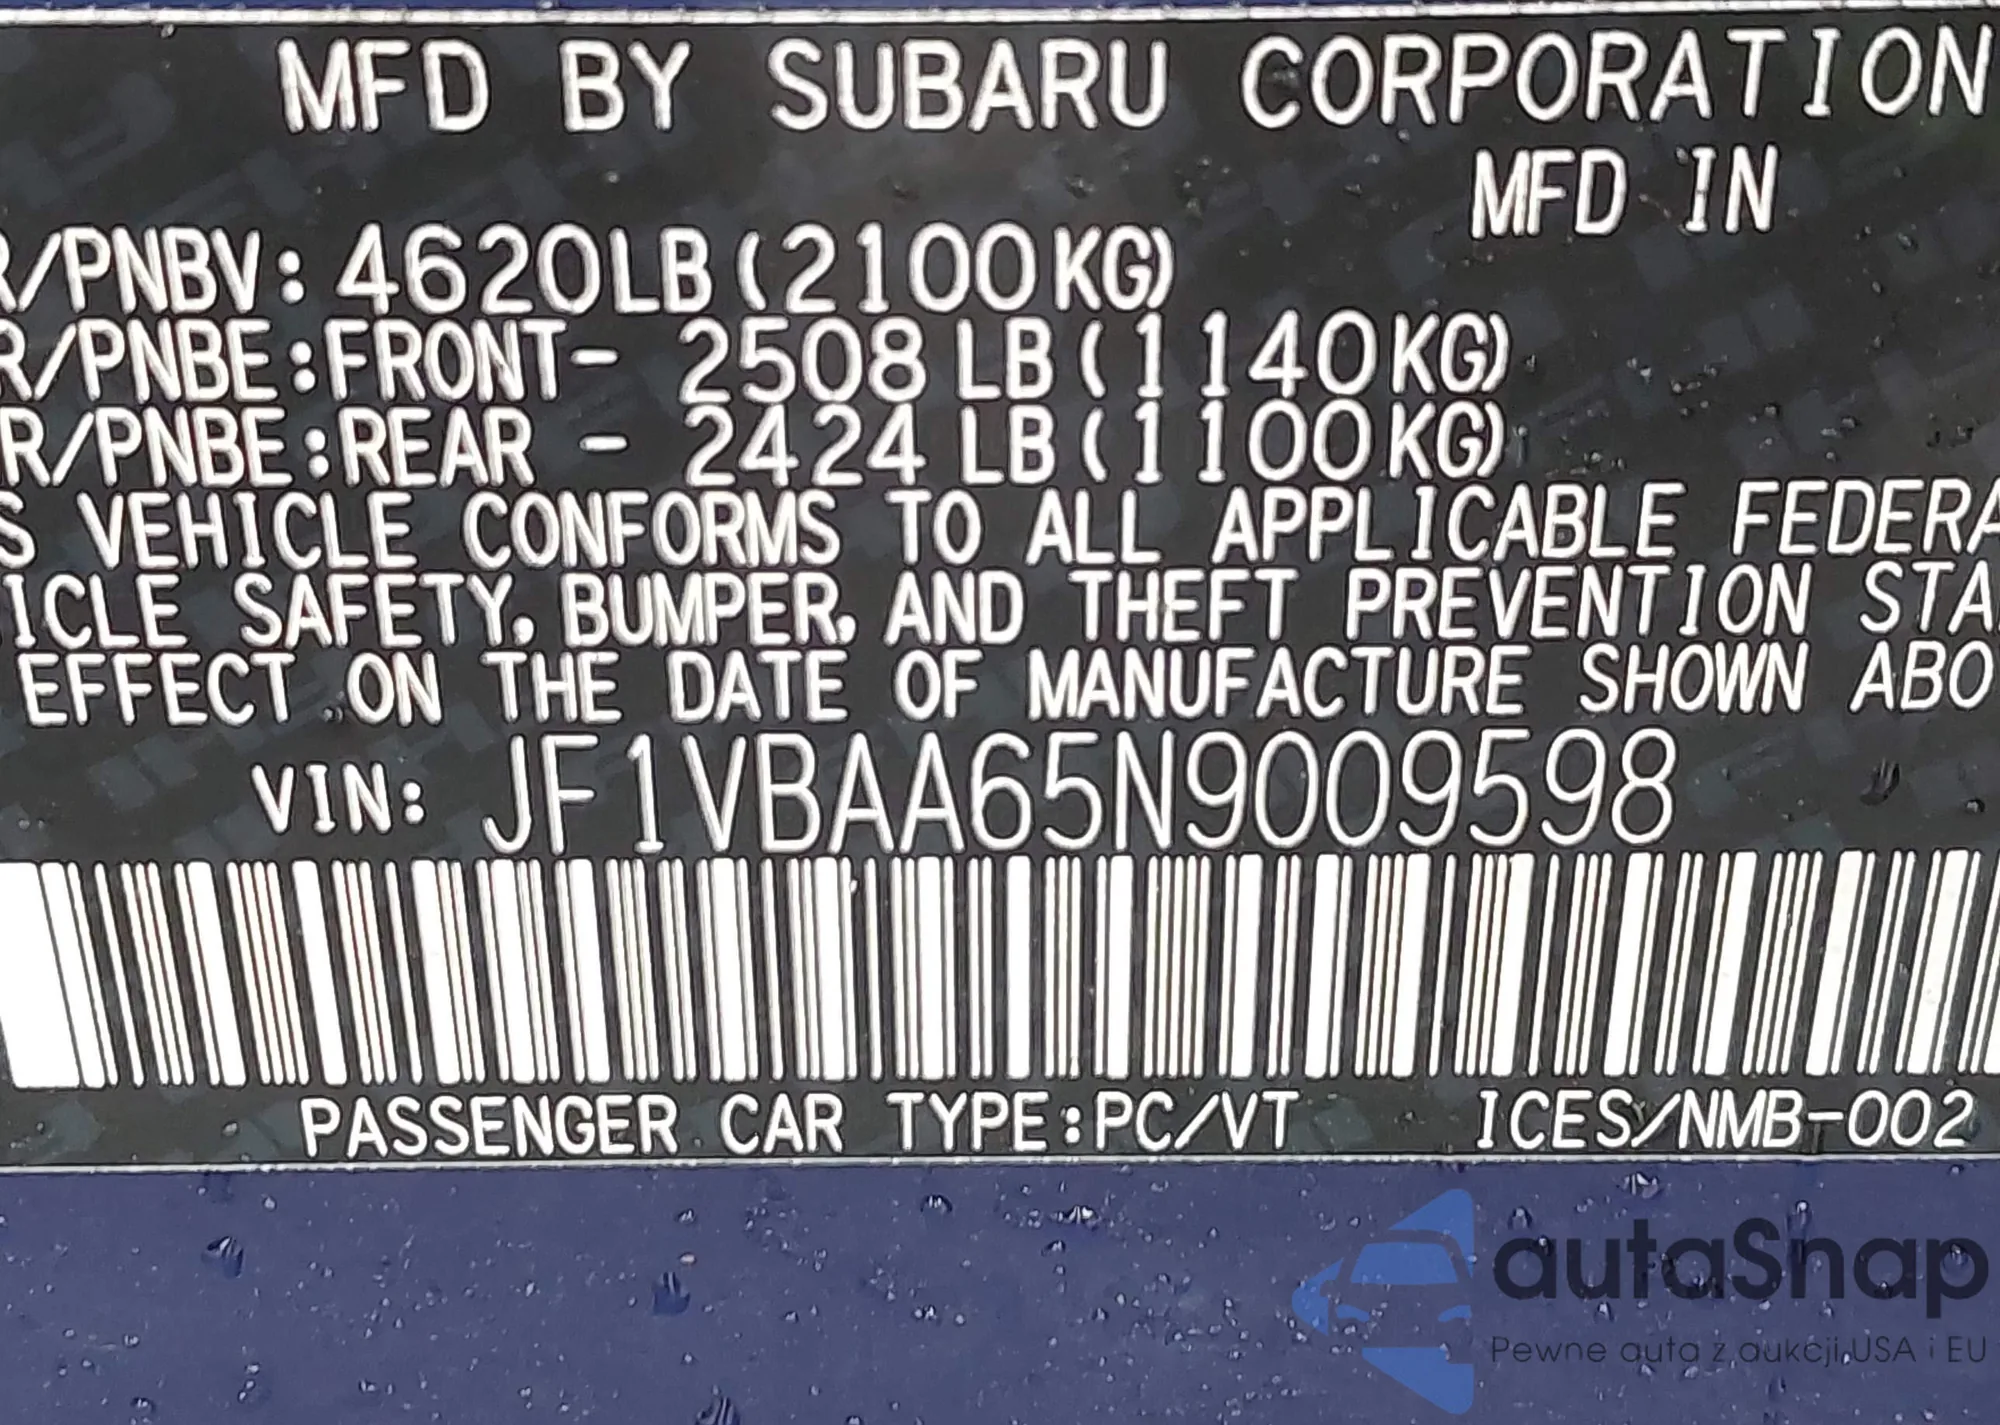 MFD BY SUBARU CORPORATION
MFD IN
R/PNBV: 4620LB (2100KG)
R/PNBE:FRONT- 2508 LB (1140KG)
R/PNBE:REAR - 2424 LB (1100KG)
S VEHICLE CONFORMS TO ALL APPLICABLE FEDERA
ICLE SAFETY, BUMPER, AND THEFT PREVENTION STA
EFFECT ON THE DATE OF MANUFACTURE SHOWN ABO
VIN: JF1VBAA65N9009598
PASSENGER CAR TYPE:PC/VT ICES/NMB-002
autaSnap
Pewne auta z aukcji USA i EU